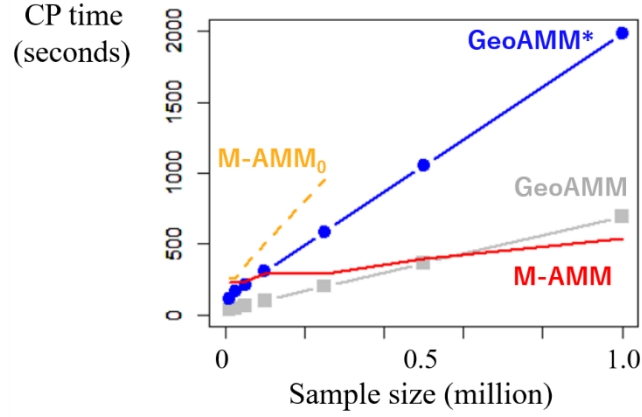 CP time
(seconds)
2000
1500
1000
500
0
GeoAMM*
M-AMM₀
GeoAMM
M-AMM
0
0.5
1.0
Sample size (million)